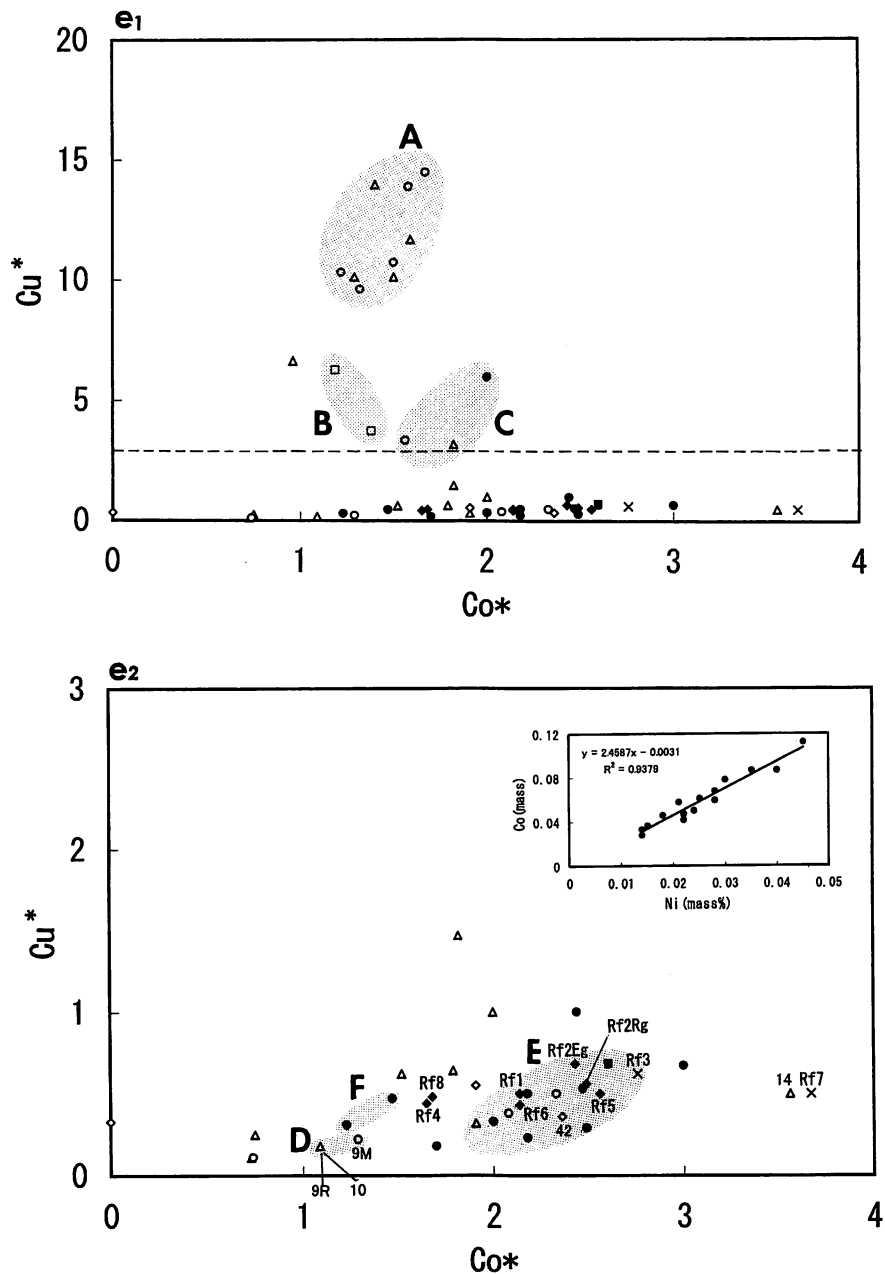 e1
20
15
10
5
0
Cu*
A
B
C
0
1
2
3
4
Co*
e2
3
2
1
0
Cu*
0.12
0.08
0.04
0
Co(mass)
y = 2.4587x − 0.0031
R² = 0.9379
0
0.01
0.02
0.03
0.04
0.05
Ni(mass%)
Rf2Rg
E
Rf2Eg
Rf3
Rf8
Rf1
14
Rf7
F
Rf4
Rf6
Rf5
42
D
9M
9R
10
0
1
2
3
4
Co*